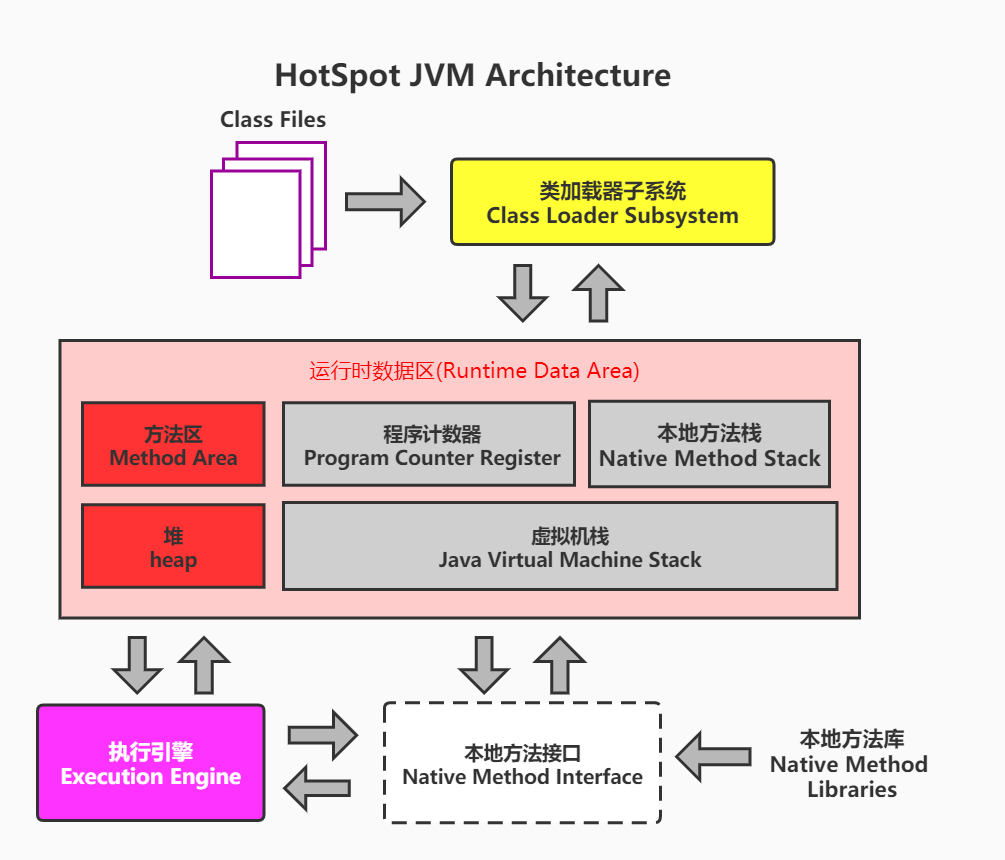 HotSpot JVM Architecture
Class Files
类加载器子系统
Class Loader Subsystem
运行时数据区(Runtime Data Area)
方法区
Method Area
程序计数器
Program Counter Register
本地方法栈
Native Method Stack
堆
heap
虚拟机栈
Java Virtual Machine Stack
执行引擎
Execution Engine
本地方法接口
Native Method Interface
本地方法库
Native Method
Libraries